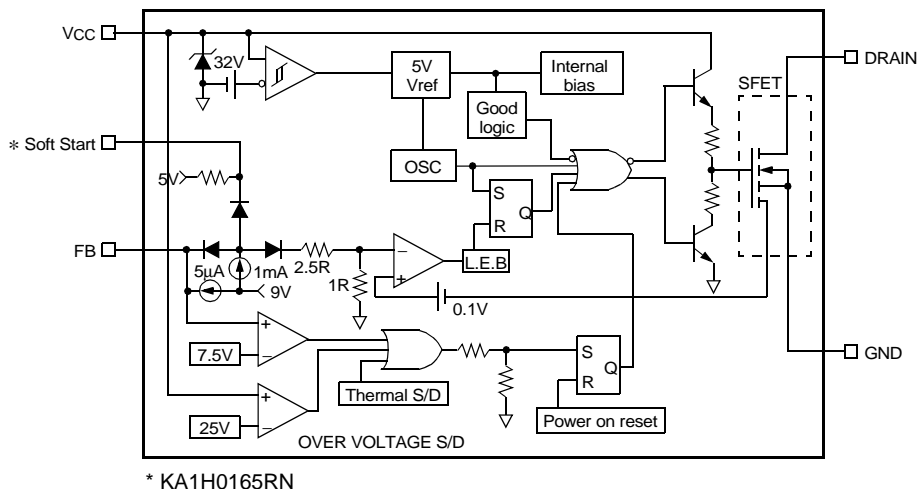 VCC
32V
5V
Vref
Internal
bias
DRAIN
SFET
Good
logic
* Soft Start
OSC
5V
S
R
Q
FB
L.E.B
5μA
1mA
2.5R
9V
1R
−
+
0.1V
+
−
7.5V
S
R
Q
GND
Thermal S/D
+
−
25V
Power on reset
OVER VOLTAGE S/D
* KA1H0165RN